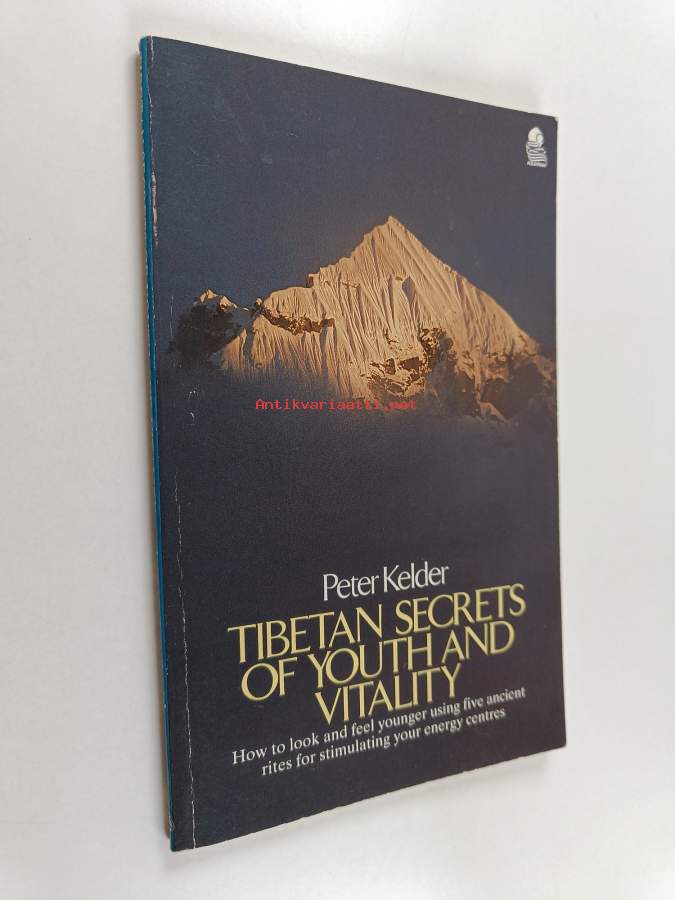 Antikvariaatti.net
Peter Kelder
TIBETAN SECRETS
OF YOUTH AND
VITALITY
How to look and feel younger using five ancient
rites for stimulating your energy centres